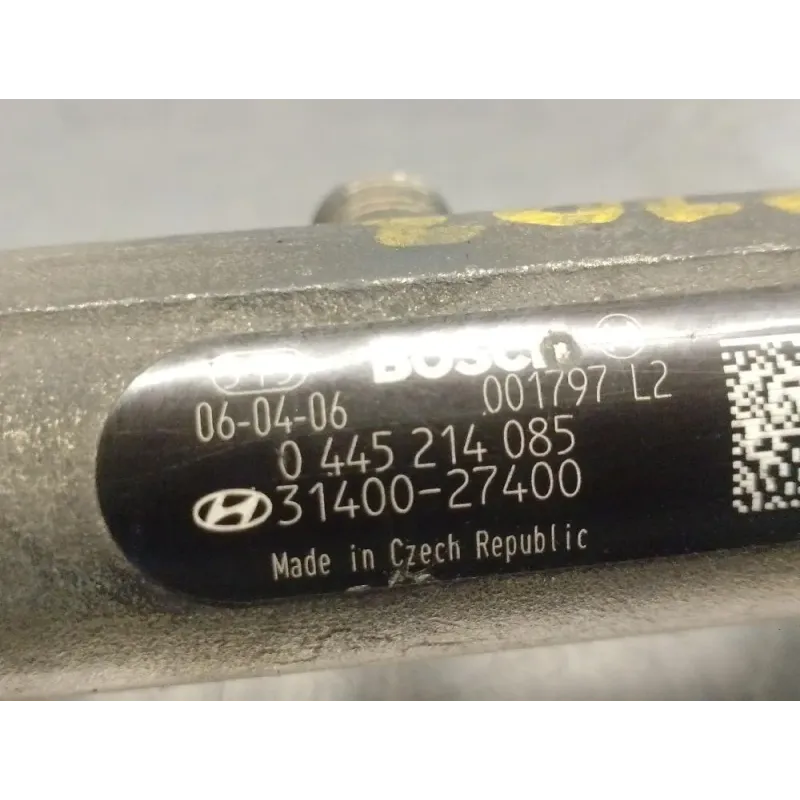 BOSCH
06-04-06 001797 L2
0 445 214 085
31400-27400
Made in Czech Republic